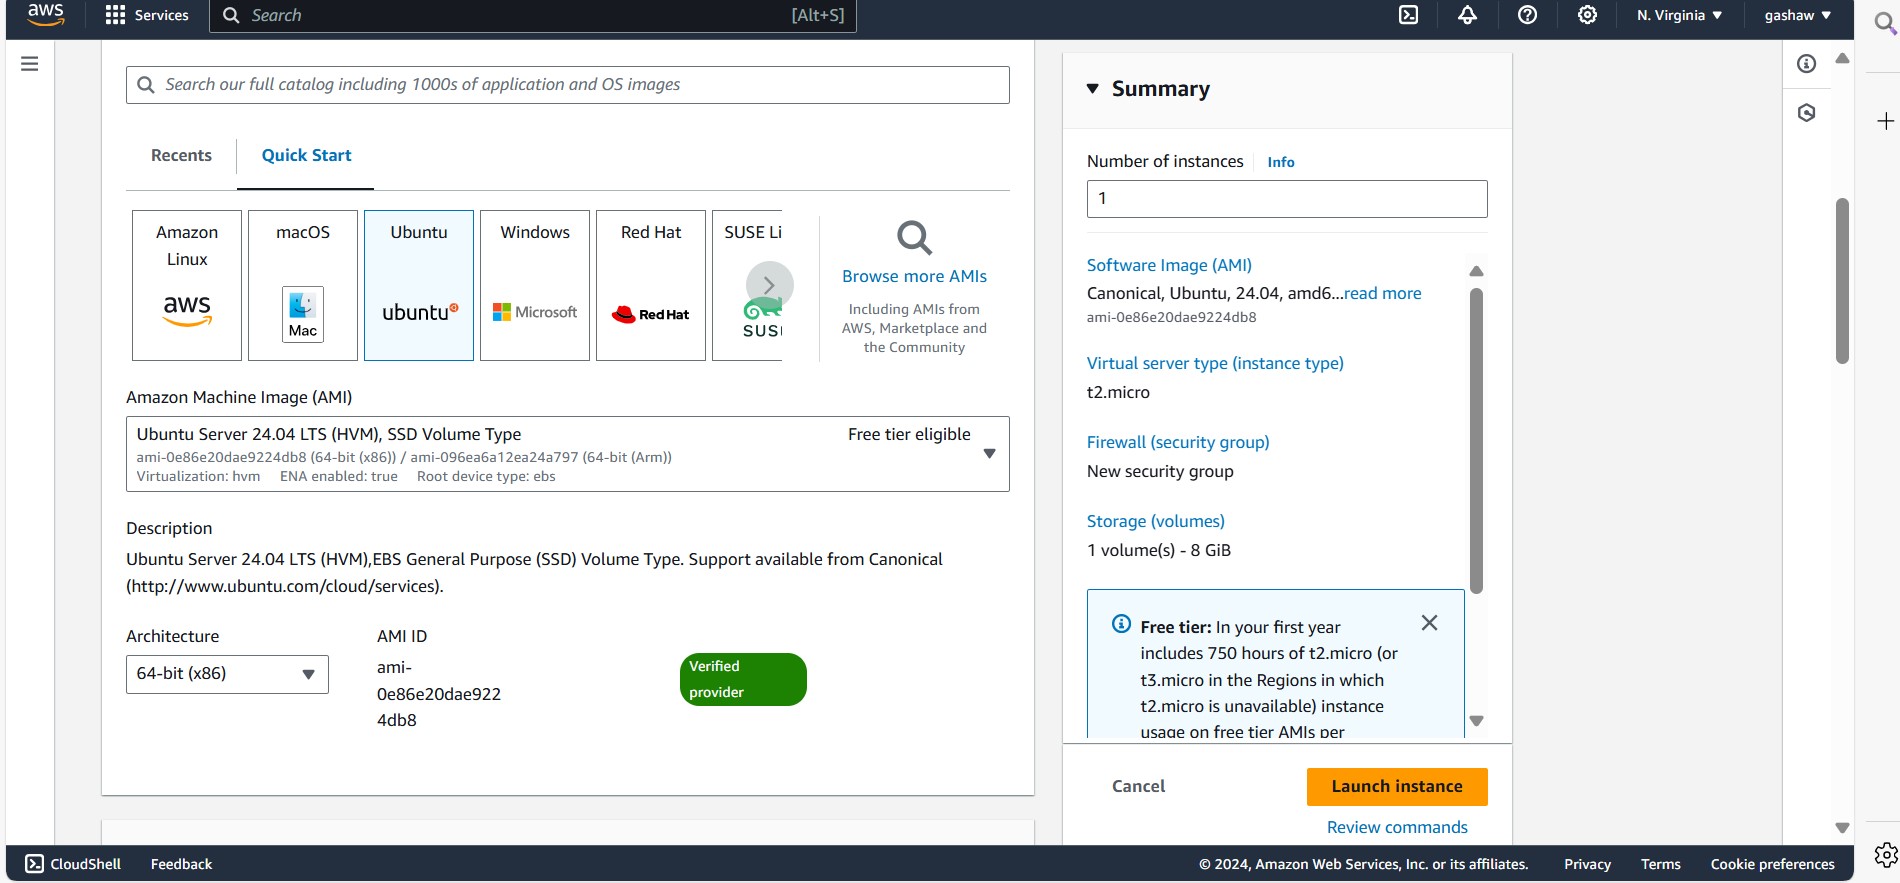 aws
Services
Search
[Alt+S]
N. Virginia
gashaw
Search our full catalog including 1000s of application and OS images
Recents
Quick Start
Amazon
Linux
aws
macOS
Mac
Ubuntu
ubuntu
Windows
Microsoft
Red Hat
Red Hat
SUSE Li
SUS
Browse more AMIs
Including AMIs from
AWS, Marketplace and
the Community
Amazon Machine Image (AMI)
Ubuntu Server 24.04 LTS (HVM), SSD Volume Type
Free tier eligible
ami-0e86e20dae9224db8 (64-bit (x86)) / ami-096ea6a12ea24a797 (64-bit (Arm))
Virtualization: hvm ENA enabled: true Root device type: ebs
Description
Ubuntu Server 24.04 LTS (HVM),EBS General Purpose (SSD) Volume Type. Support available from Canonical
(http://www.ubuntu.com/cloud/services).
Architecture
64-bit (x86)
AMI ID
ami-
0e86e20dae922
4db8
Verified
provider
Summary
Number of instances
Info
1
Software Image (AMI)
Canonical, Ubuntu, 24.04, amd6...read more
ami-0e86e20dae9224db8
Virtual server type (instance type)
t2.micro
Firewall (security group)
New security group
Storage (volumes)
1 volume(s) - 8 GiB
Free tier: In your first year
includes 750 hours of t2.micro (or
t3.micro in the Regions in which
t2.micro is unavailable) instance
usage on free tier AMIs per
Cancel
Launch instance
Review commands
CloudShell
Feedback
© 2024, Amazon Web Services, Inc. or its affiliates.
Privacy
Terms
Cookie preferences